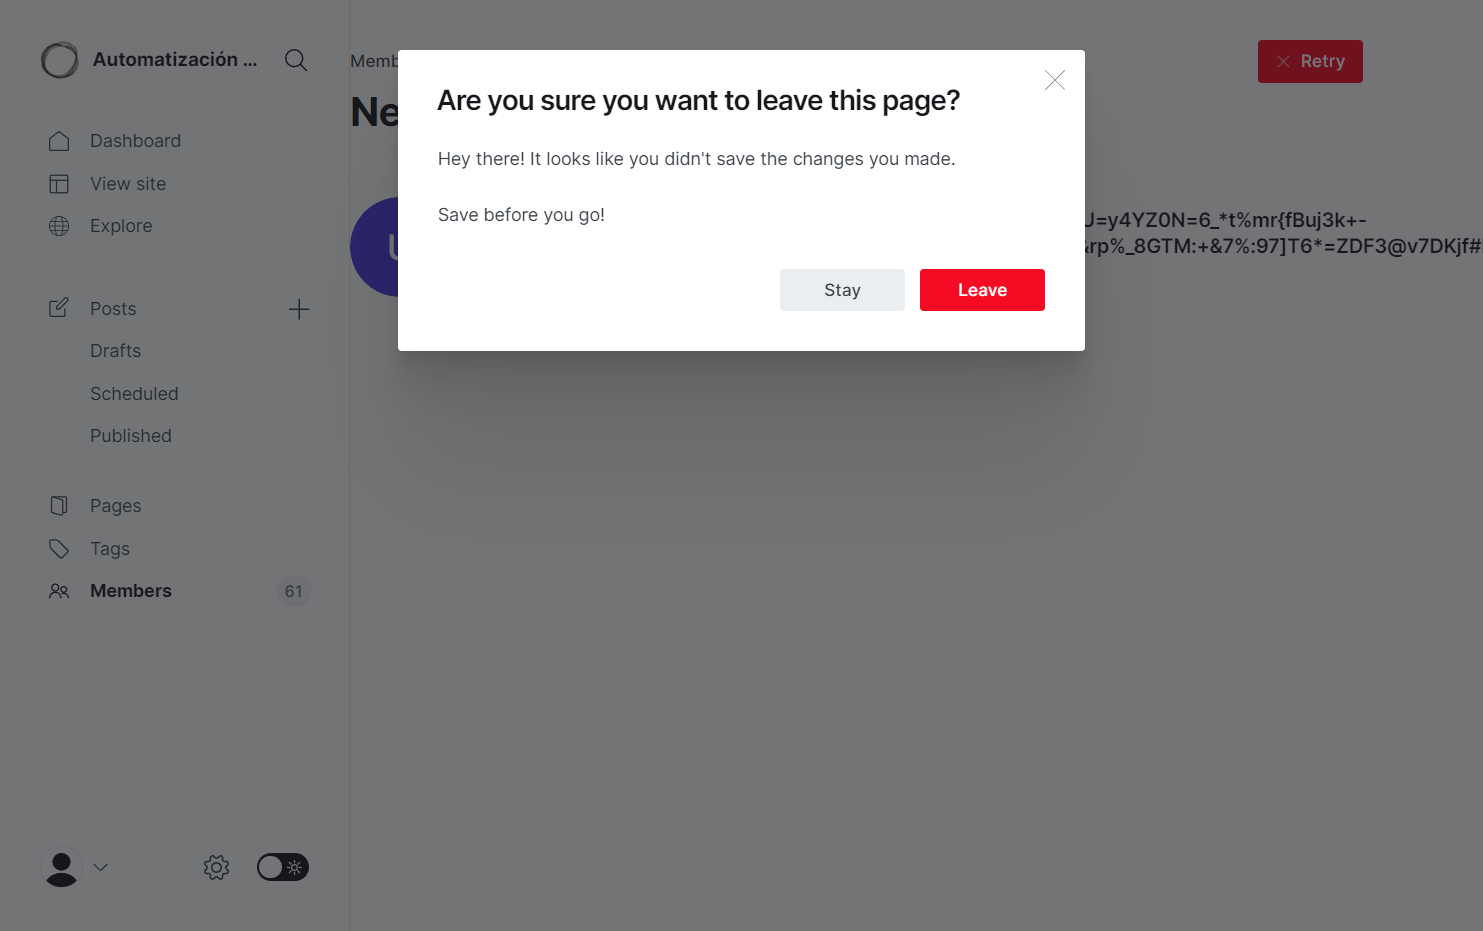 Automatización ...
Retry
Are you sure you want to leave this page?
Hey there! It looks like you didn't save the changes you made.
Save before you go!
Stay
Leave
Dashboard
View site
Explore
Posts
Drafts
Scheduled
Published
Pages
Tags
Members
61
=y4YZ0N=6_*t%mr{fBuj3k+-
rp%_8GTM:+&7%:97]T6*=ZDF3@v7DKjf#